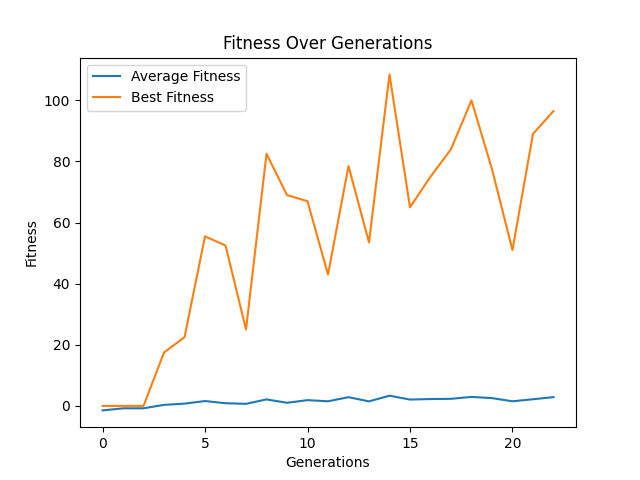 Fitness Over Generations
Average Fitness
Best Fitness
100
80
60
40
20
0
Fitness
0 5 10 15 20
Generations